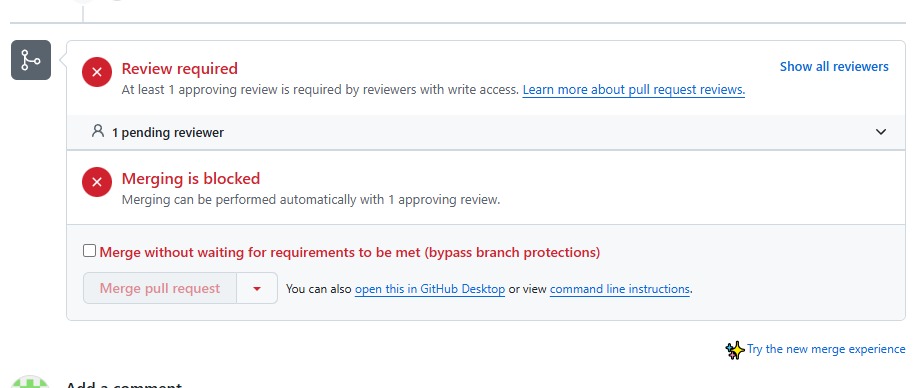 Review required
Show all reviewers
At least 1 approving review is required by reviewers with write access. Learn more about pull request reviews.
1 pending reviewer
Merging is blocked
Merging can be performed automatically with 1 approving review.
Merge without waiting for requirements to be met (bypass branch protections)
Merge pull request
You can also open this in GitHub Desktop or view command line instructions.
Try the new merge experience
Add a comment